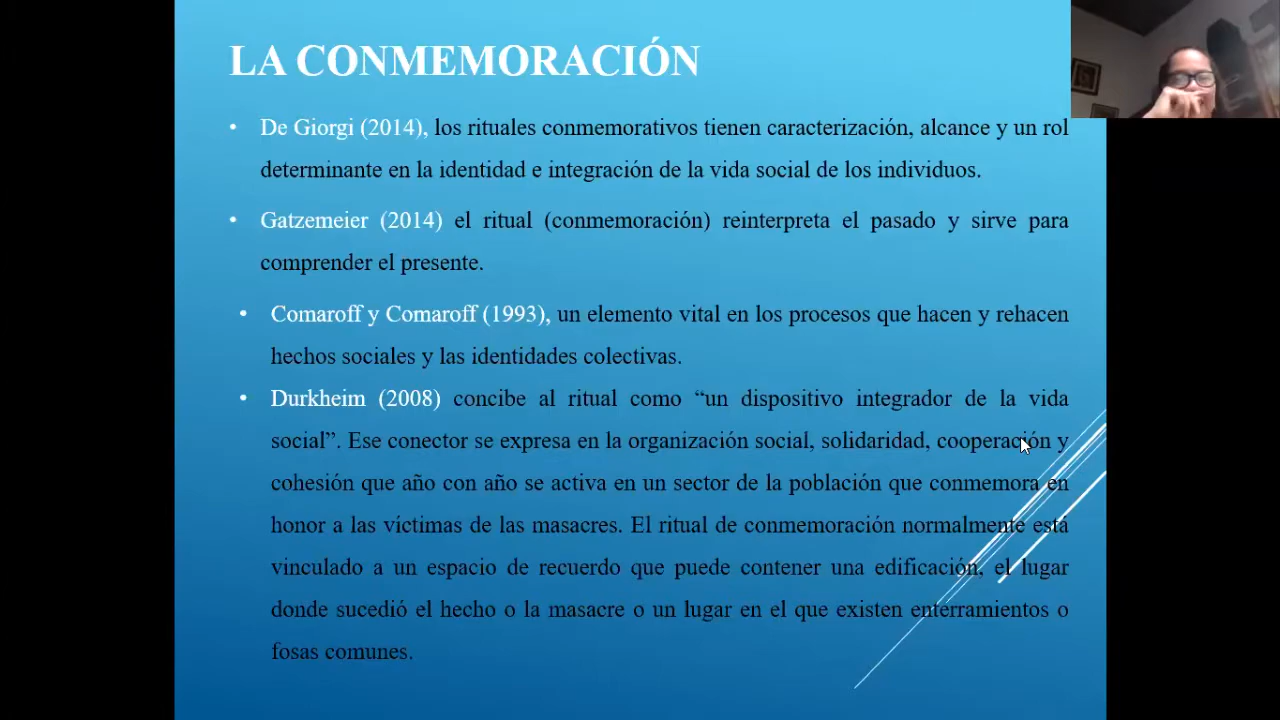 LA CONMEMORACIÓN
• De Giorgi (2014), los rituales conmemorativos tienen caracterización, alcance y un rol
determinante en la identidad e integración de la vida social de los individuos.
• Gatzemeier (2014) el ritual (conmemoración) reinterpreta el pasado y sirve para
comprender el presente.
• Comaroff y Comaroff (1993), un elemento vital en los procesos que hacen y rehacen
hechos sociales y las identidades colectivas.
• Durkheim (2008) concibe al ritual como “un dispositivo integrador de la vida
social”. Ese conector se expresa en la organización social, solidaridad, cooperación y
cohesión que año con año se activa en un sector de la población que conmemora en
honor a las víctimas de las masacres. El ritual de conmemoración normalmente está
vinculado a un espacio de recuerdo que puede contener una edificación, el lugar
donde sucedió el hecho o la masacre o un lugar en el que existen enterramientos o
fosas comunes.